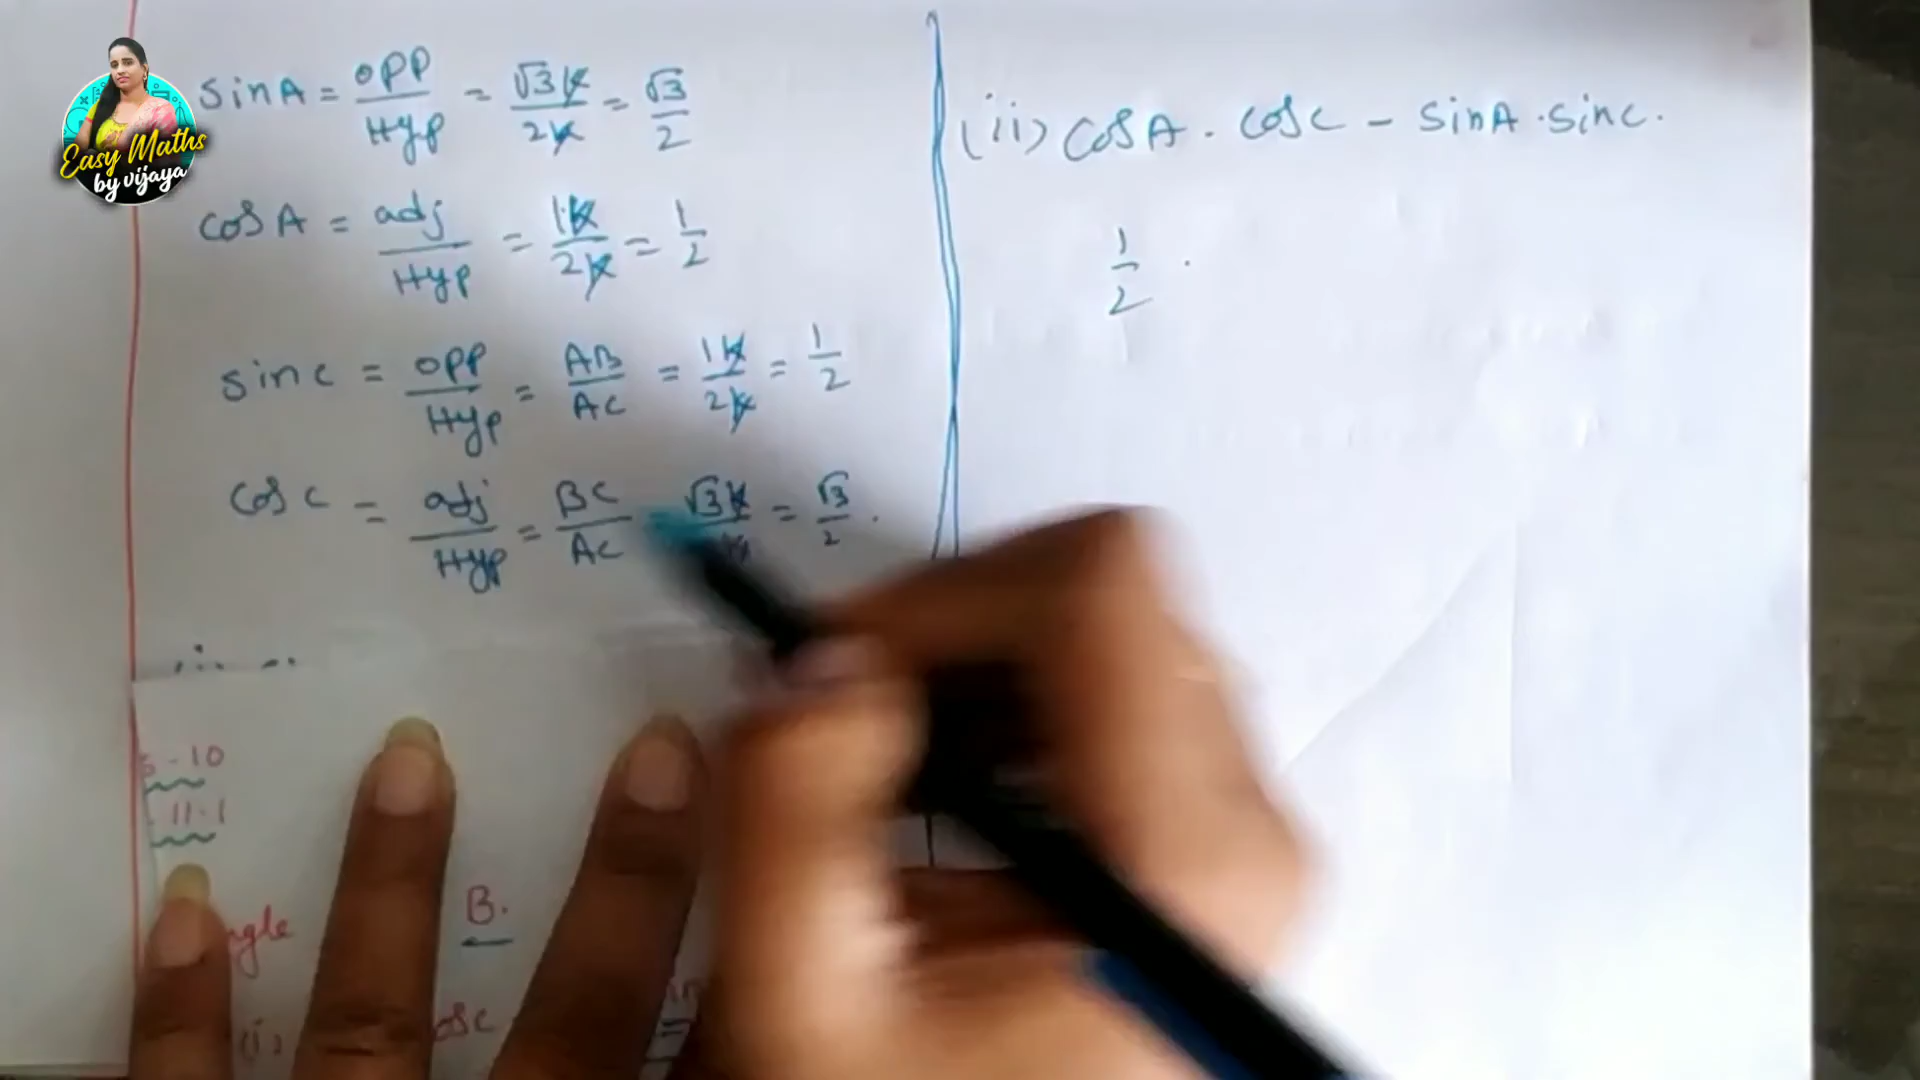 Easy Maths
by vijaya
sinA = opp/Hyp = √3k/2k = √3/2
cosA = adj/Hyp = 1k/2k = 1/2
sinc = opp/Hyp = AB/AC = 1k/2k = 1/2
cosc = adj/Hyp = BC/AC √3k = √3/2.
(ii) cosA . cosc - sinA . sinc.
1/2 .
- 10
11.1
B.
(i)